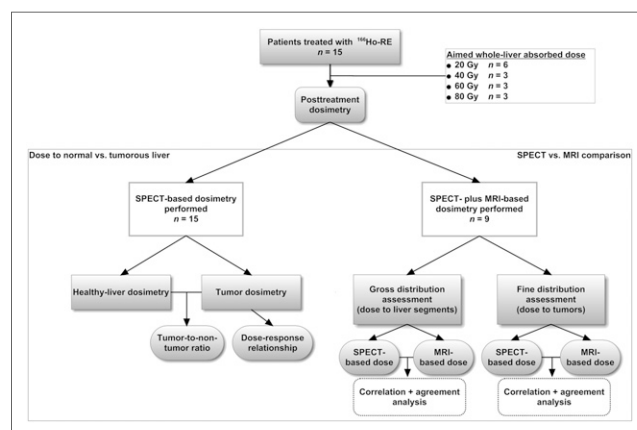 Patients treated with ¹⁶⁶Ho-RE
n = 15
Aimed whole-liver absorbed dose
• 20 Gy n = 6
• 40 Gy n = 3
• 60 Gy n = 3
• 80 Gy n = 3
Posttreatment
dosimetry
Dose to normal vs. tumorous liver
SPECT vs. MRI comparison
SPECT-based dosimetry
performed
n = 15
SPECT- plus MRI-based
dosimetry performed
n = 9
Healthy-liver dosimetry
Tumor dosimetry
Gross distribution
assessment
(dose to liver segments)
Fine distribution
assessment
(dose to tumors)
Tumor-to-non-
tumor ratio
Dose-response
relationship
SPECT-
based dose
MRI-
based dose
SPECT-
based dose
MRI-
based dose
Correlation + agreement
analysis
Correlation + agreement
analysis